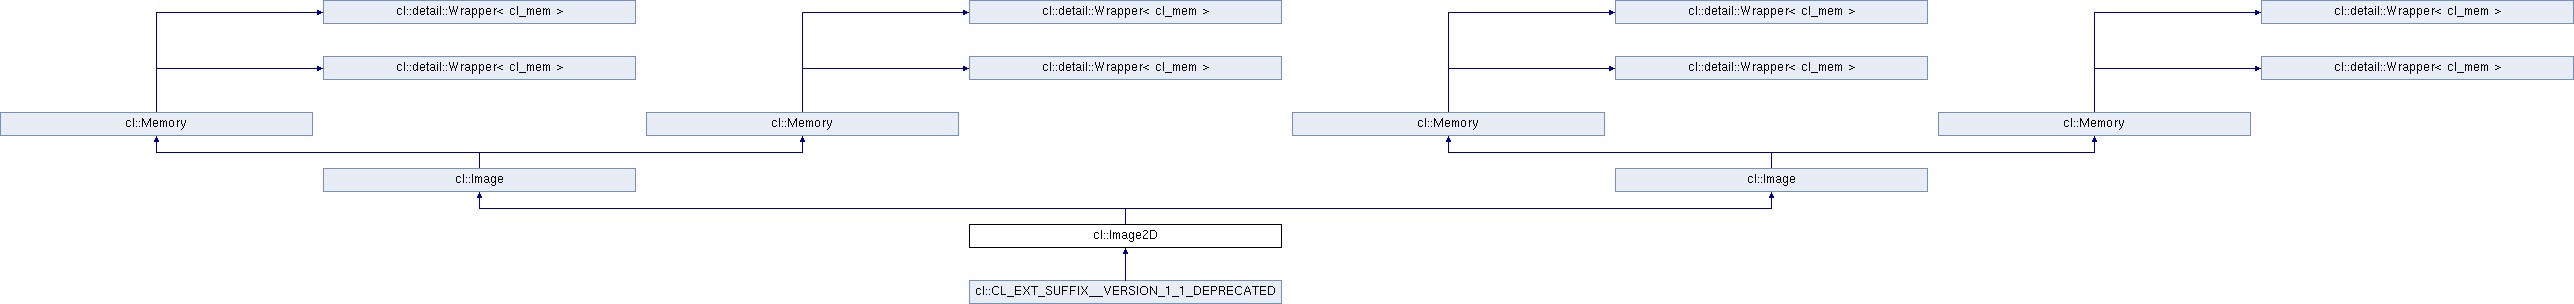 cl::detail::Wrapper< cl_mem >
cl::detail::Wrapper< cl_mem >
cl::detail::Wrapper< cl_mem >
cl::detail::Wrapper< cl_mem >
cl::detail::Wrapper< cl_mem >
cl::detail::Wrapper< cl_mem >
cl::detail::Wrapper< cl_mem >
cl::detail::Wrapper< cl_mem >
cl::Memory
cl::Memory
cl::Memory
cl::Memory
cl::Image
cl::Image
cl::Image2D
cl::CL_EXT_SUFFIX__VERSION_1_1_DEPRECATED